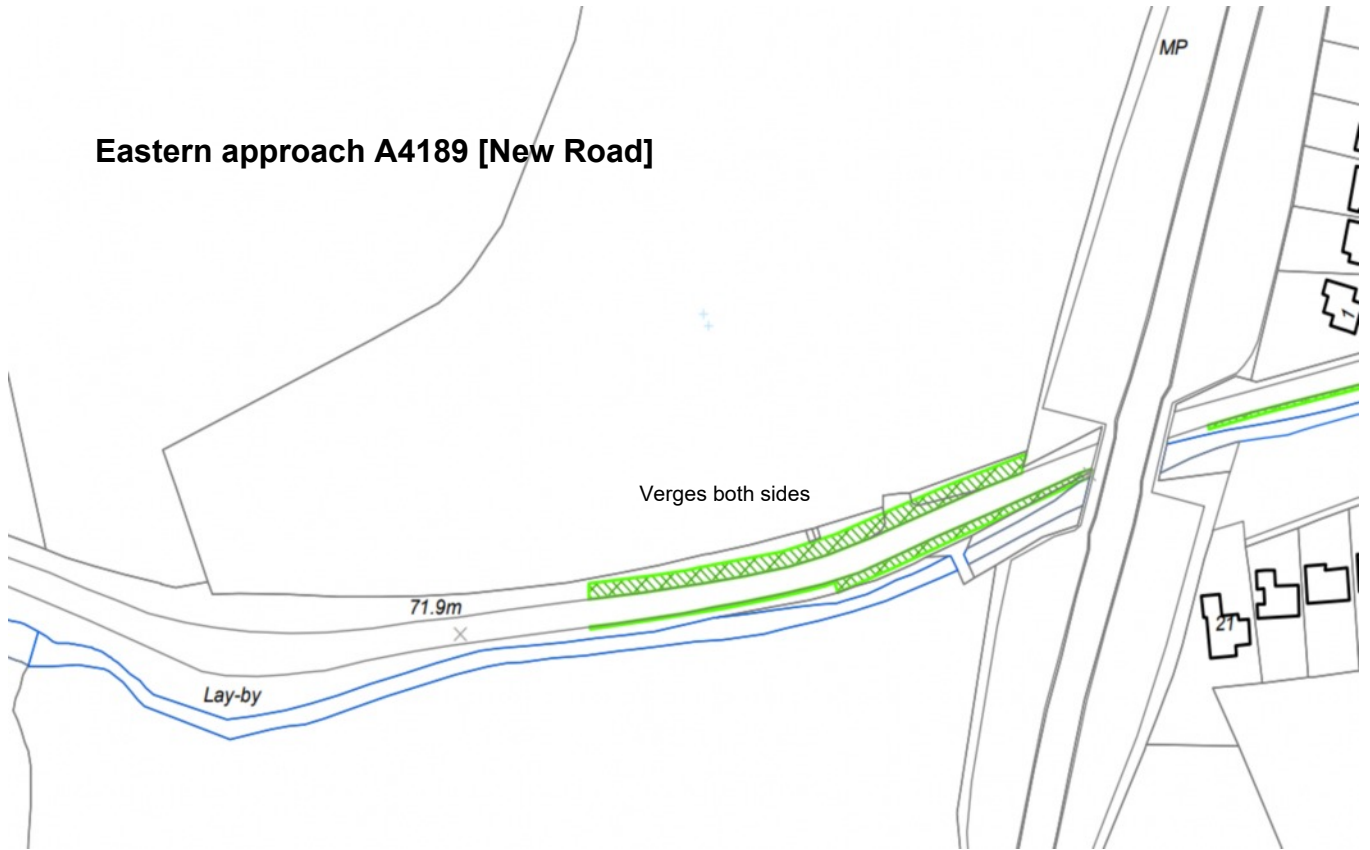 MP
Eastern approach A4189 [New Road]
1
Verges both sides
71.9m
21
Lay-by